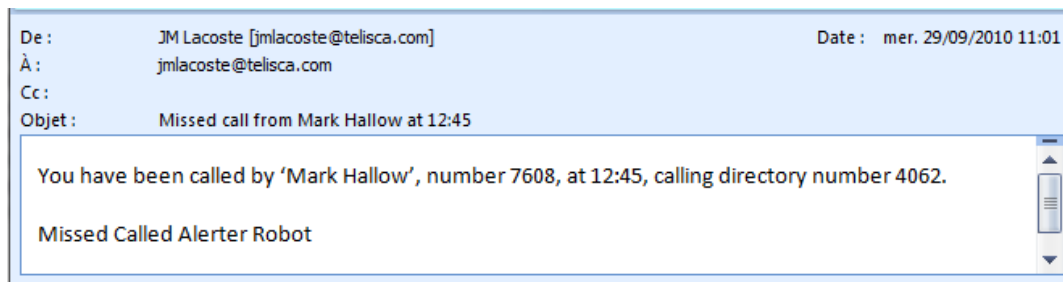 De : JM Lacoste [jmlacoste@telisca.com] Date : mer. 29/09/2010 11:01
À : jmlacoste@telisca.com
Cc :
Objet : Missed call from Mark Hallow at 12:45
You have been called by ‘Mark Hallow’, number 7608, at 12:45, calling directory number 4062.
Missed Called Alerter Robot